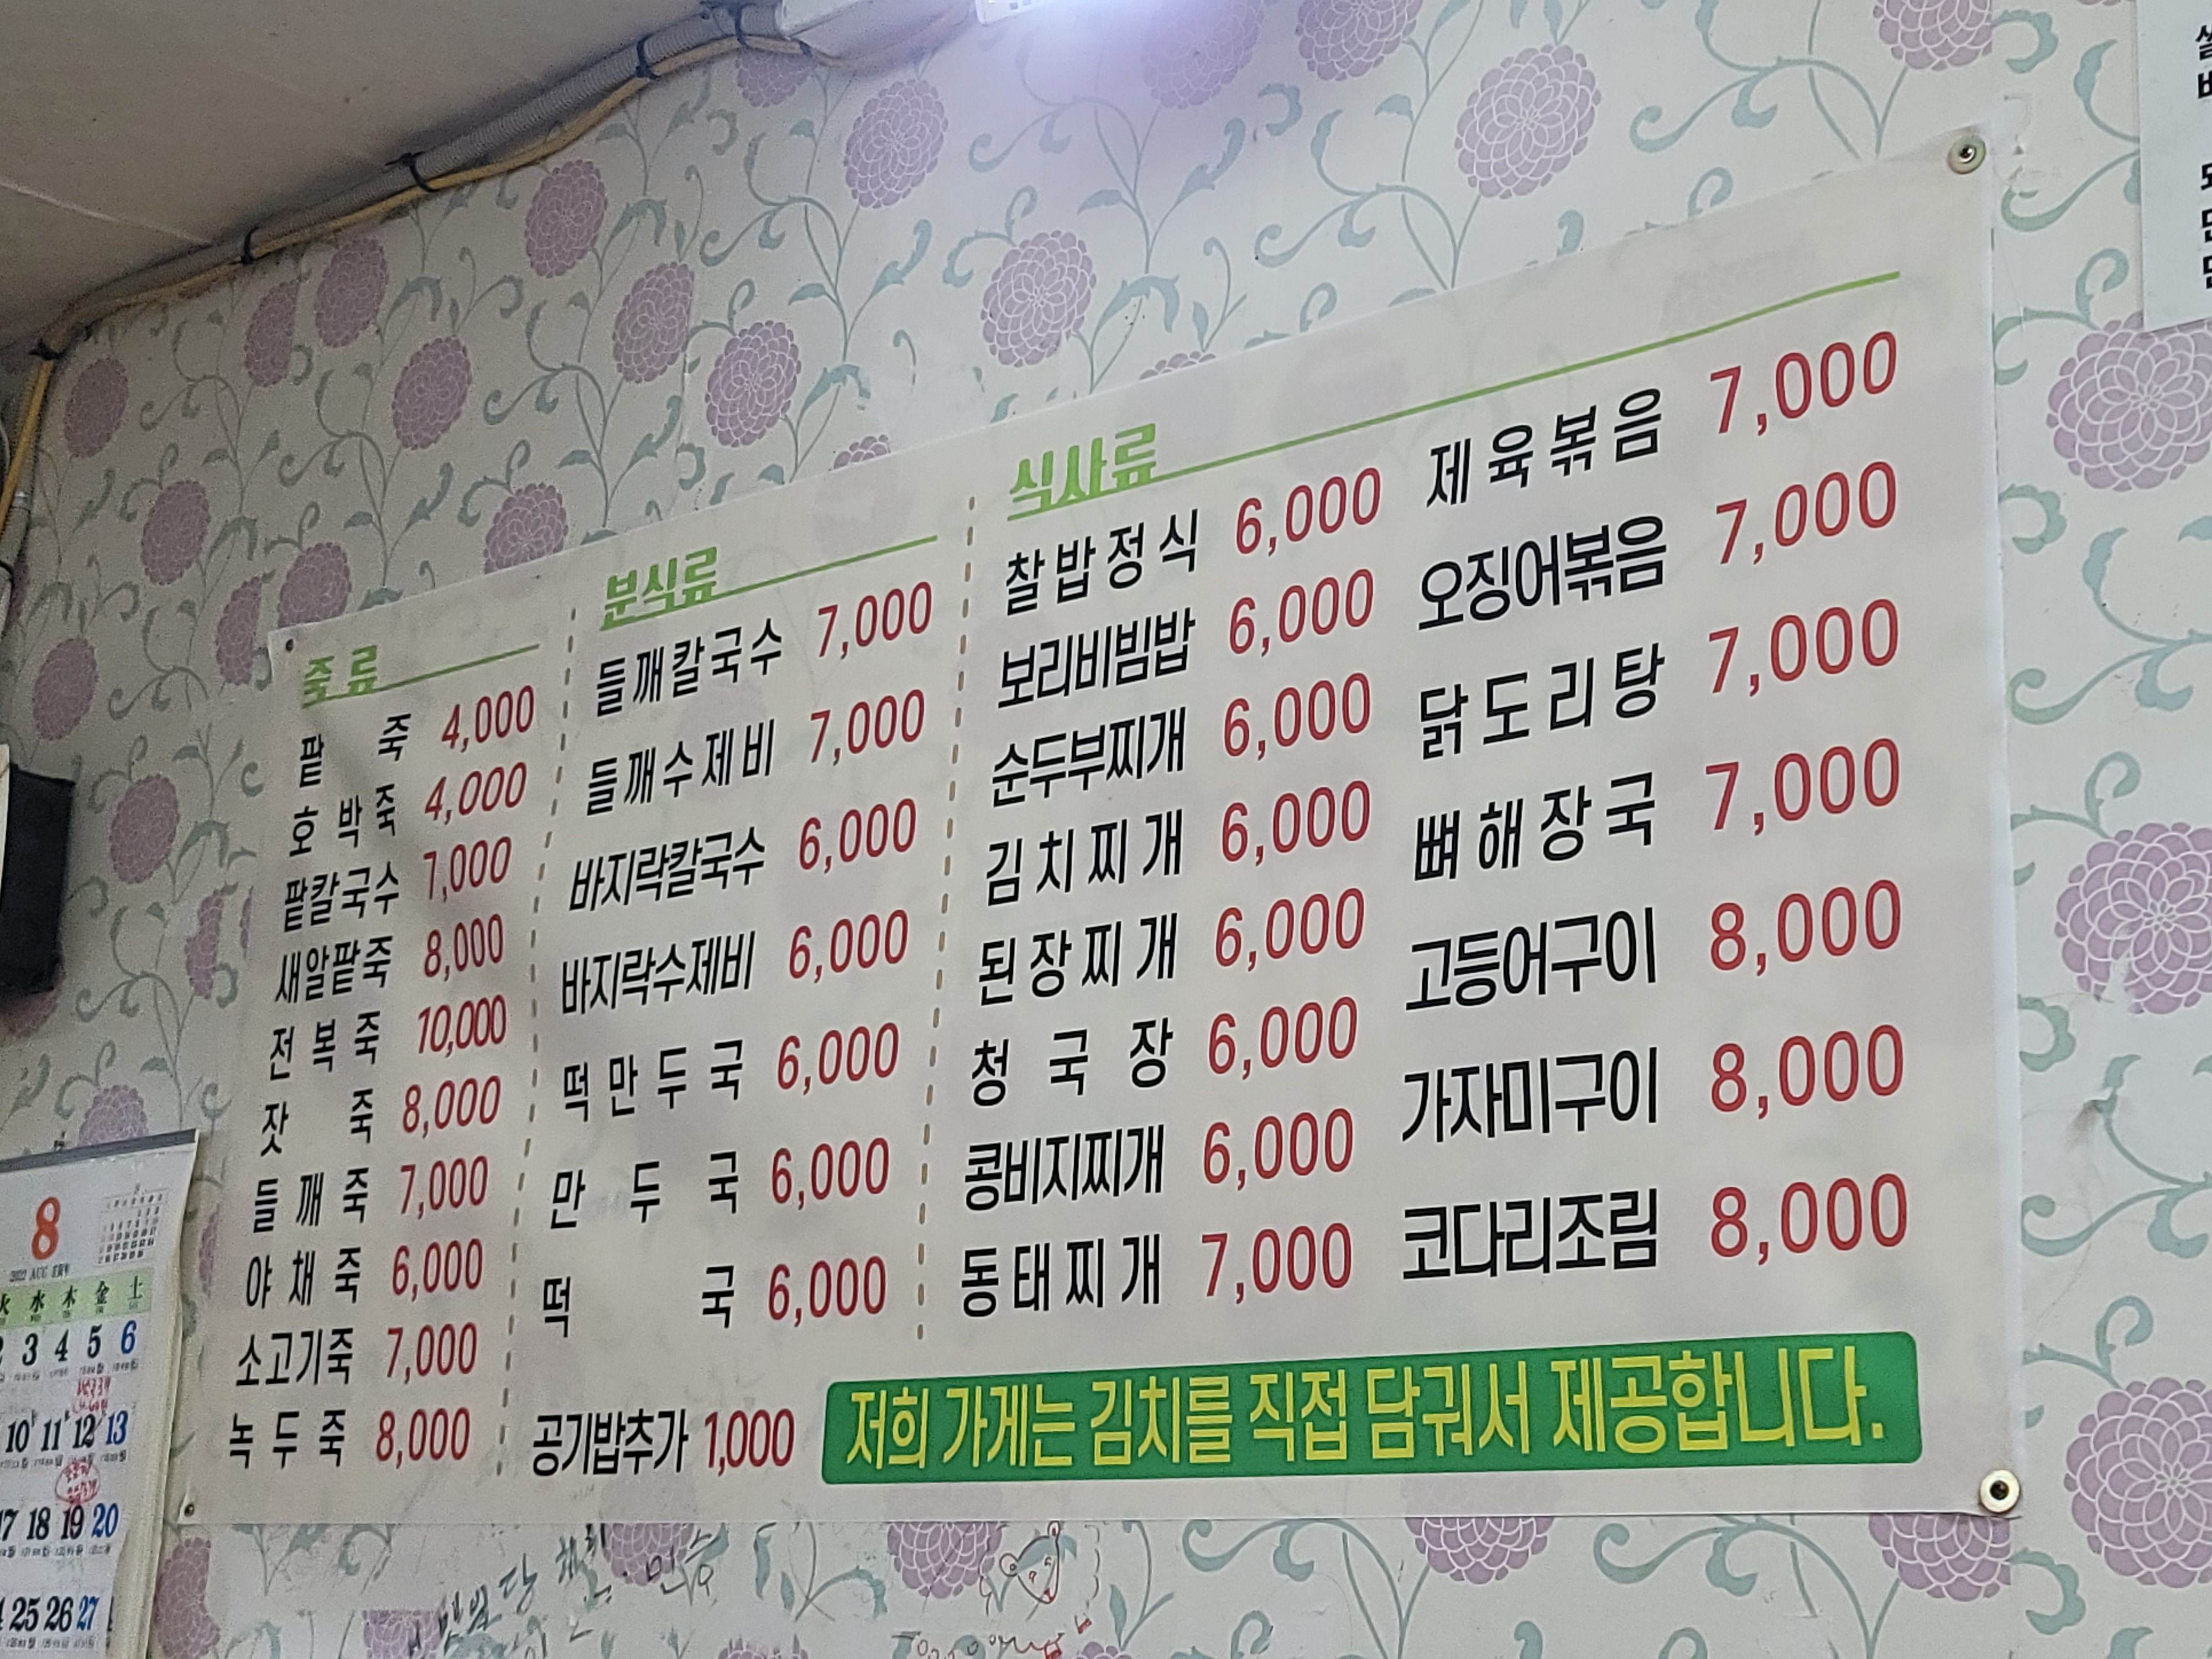 죽류
팥죽 4,000
호박죽 4,000
팥칼국수 7,000
새알팥죽 8,000
전복죽 10,000
잣죽 8,000
들깨죽 7,000
야채죽 6,000
소고기죽 7,000
녹두죽 8,000
분식류
들깨칼국수 7,000
들깨수제비 7,000
바지락칼국수 6,000
바지락수제비 6,000
떡만두국 6,000
만두국 6,000
떡국 6,000
공기밥추가 1,000
식사류
찰밥정식 6,000
보리비빔밥 6,000
순두부찌개 6,000
김치찌개 6,000
된장찌개 6,000
청국장 6,000
콩비지찌개 6,000
동태찌개 7,000
제육볶음 7,000
오징어볶음 7,000
닭도리탕 7,000
뼈해장국 7,000
고등어구이 8,000
가자미구이 8,000
코다리조림 8,000
저희 가게는 김치를 직접 담궈서 제공합니다.
8
2022 AUG
水 木 金 土
3 4 5 6
10 11 12 13
18 19 20
25 26 27